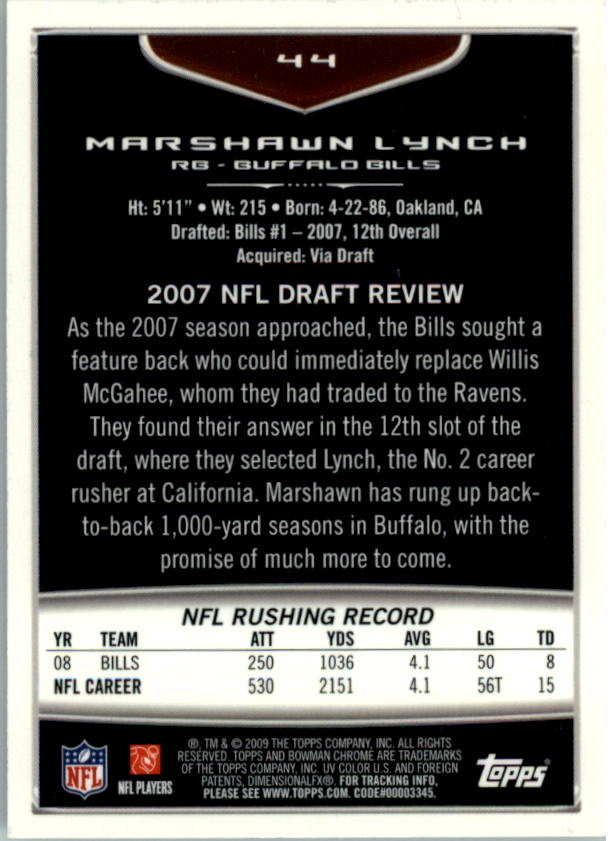 44
MARSHAWN LYNCH
RB - BUFFALO BILLS
Ht: 5'11" • Wt: 215 • Born: 4-22-86, Oakland, CA
Drafted: Bills #1 – 2007, 12th Overall
Acquired: Via Draft
2007 NFL DRAFT REVIEW
As the 2007 season approached, the Bills sought a
feature back who could immediately replace Willis
McGahee, whom they had traded to the Ravens.
They found their answer in the 12th slot of the
draft, where they selected Lynch, the No. 2 career
rusher at California. Marshawn has rung up back-
to-back 1,000-yard seasons in Buffalo, with the
promise of much more to come.
NFL RUSHING RECORD
YR TEAM ATT YDS AVG LG TD
08 BILLS 250 1036 4.1 50 8
NFL CAREER 530 2151 4.1 56T 15
®, TM & © 2009 THE TOPPS COMPANY, INC. ALL RIGHTS
RESERVED. TOPPS AND BOWMAN CHROME ARE TRADEMARKS
OF THE TOPPS COMPANY, INC. UV COLOR U.S. AND FOREIGN
PATENTS, DIMENSIONALFX®. FOR TRACKING INFO,
PLEASE SEE WWW.TOPPS.COM. CODE#00003345.
NFL
NFL PLAYERS
topps®